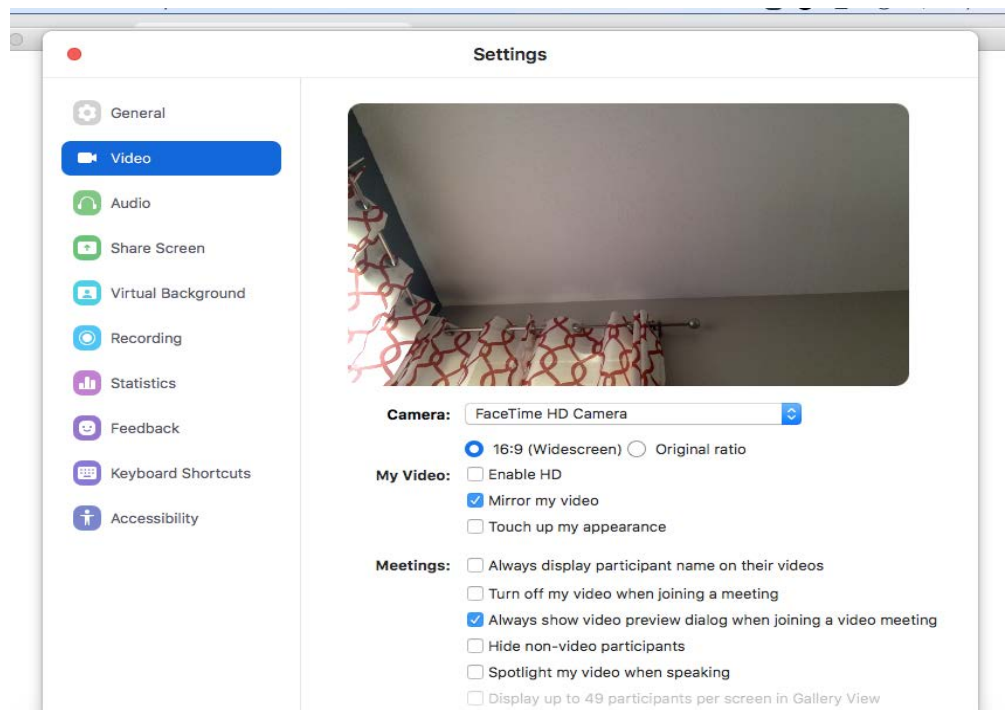 Settings
General
Video
Audio
Share Screen
Virtual Background
Recording
Statistics
Feedback
Keyboard Shortcuts
Accessibility
Camera: FaceTime HD Camera
16:9 (Widescreen) Original ratio
My Video: Enable HD
Mirror my video
Touch up my appearance
Meetings: Always display participant name on their videos
Turn off my video when joining a meeting
Always show video preview dialog when joining a video meeting
Hide non-video participants
Spotlight my video when speaking
Display up to 49 participants per screen in Gallery View